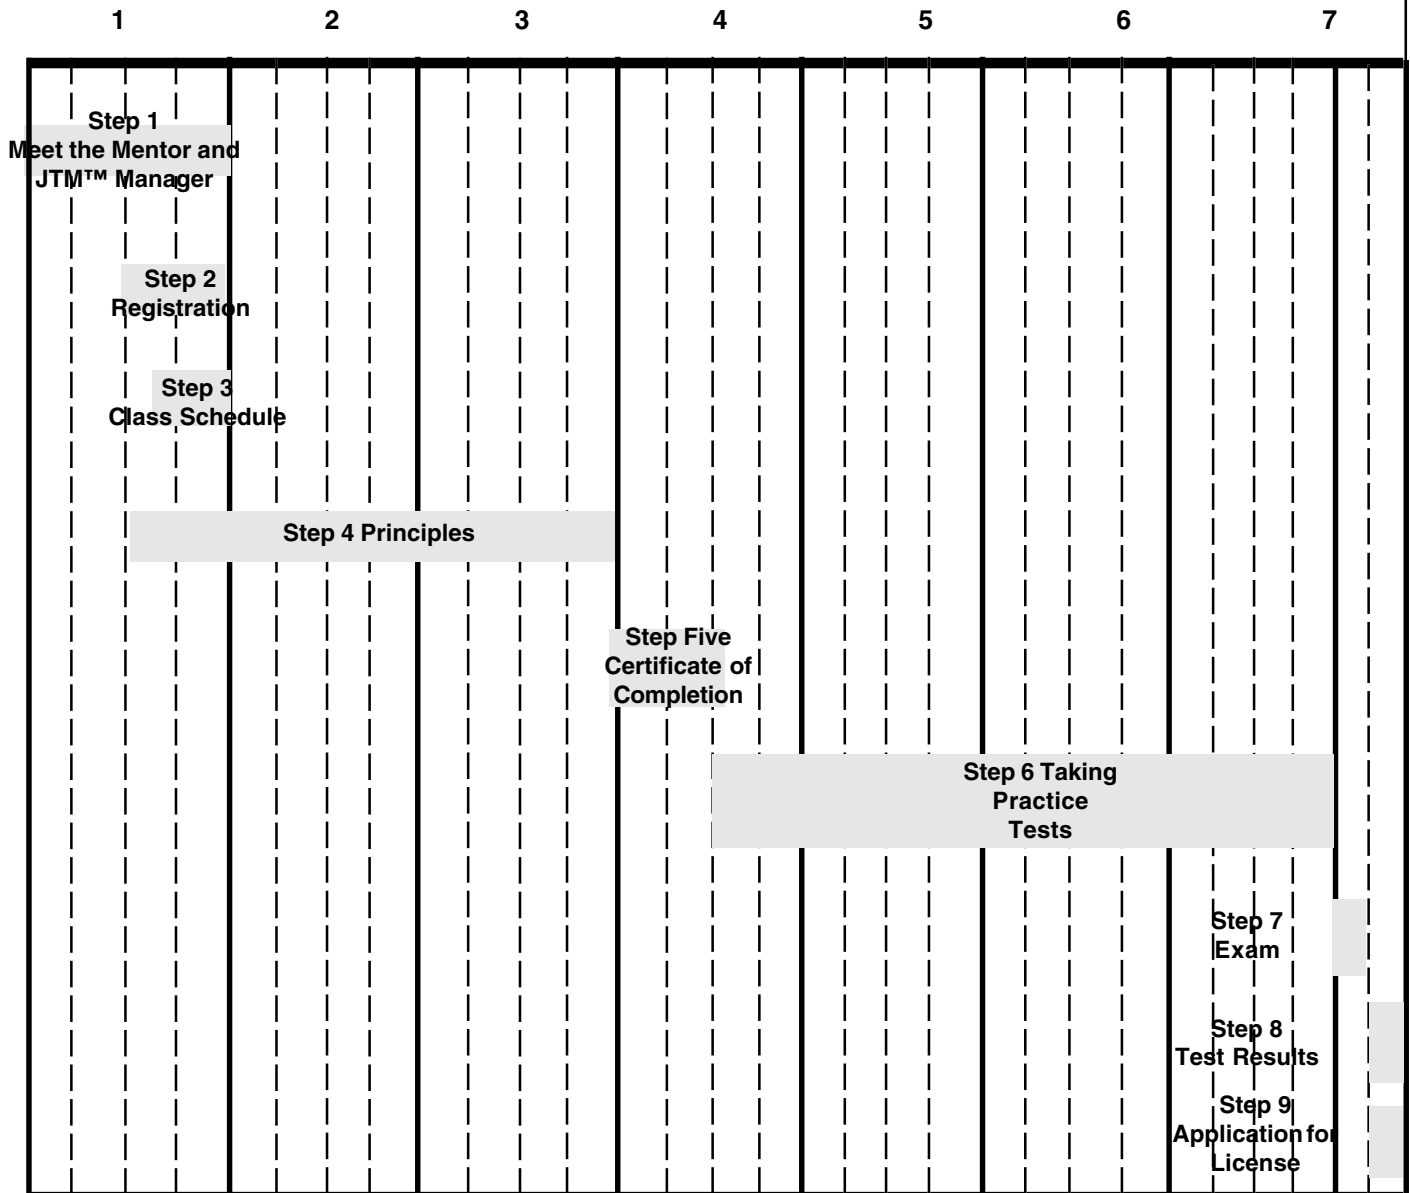 1 2 3 4 5 6 7
Step 1
Meet the Mentor and
JTM™ Manager
Step 2
Registration
Step 3
Class Schedule
Step 4 Principles
Step Five
Certificate of
Completion
Step 6 Taking
Practice
Tests
Step 7
Exam
Step 8
Test Results
Step 9
Application for
License